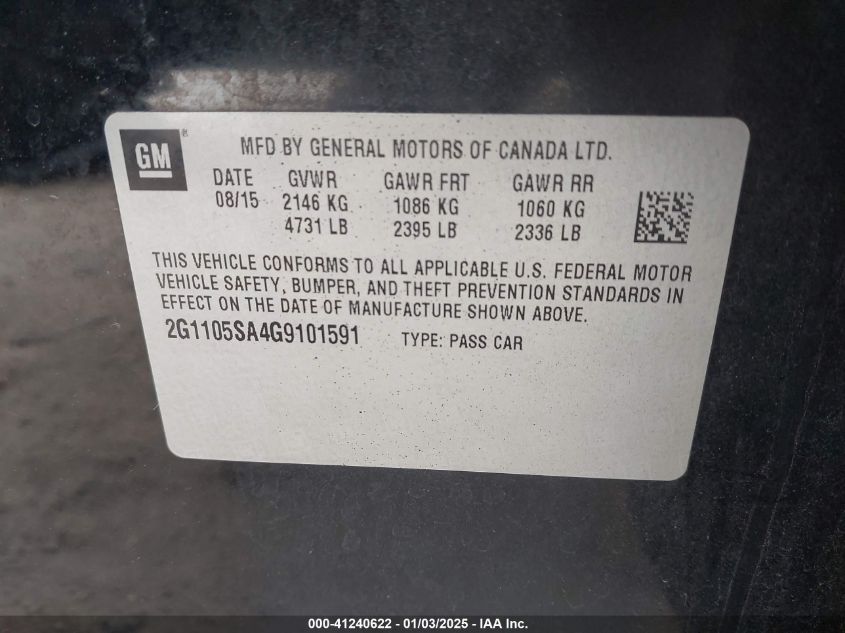 GM®
MFD BY GENERAL MOTORS OF CANADA LTD.
DATE GVWR GAWR FRT GAWR RR
08/15 2146 KG 1086 KG 1060 KG
4731 LB 2395 LB 2336 LB
THIS VEHICLE CONFORMS TO ALL APPLICABLE U.S. FEDERAL MOTOR
VEHICLE SAFETY, BUMPER, AND THEFT PREVENTION STANDARDS IN
EFFECT ON THE DATE OF MANUFACTURE SHOWN ABOVE.
2G1105SA4G9101591 TYPE: PASS CAR
000-41240622 - 01/03/2025 - IAA Inc.